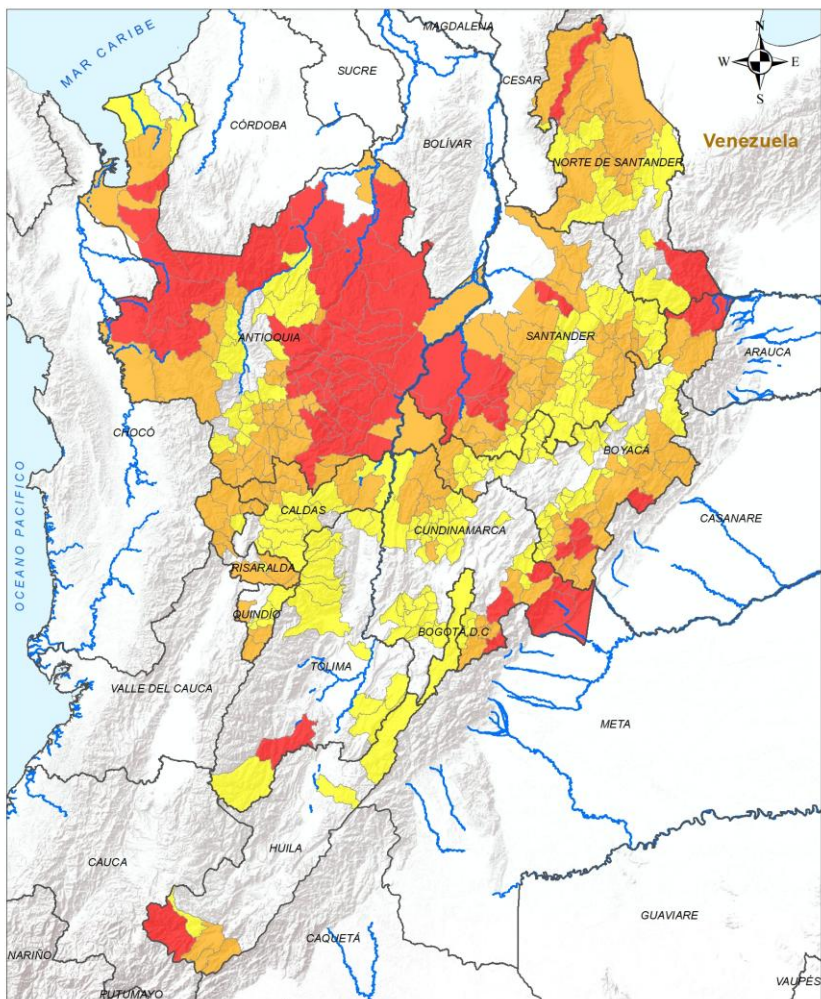 MAR CARIBE
MAGDALENA
N
W E
S
SUCRE
CESAR
CÓRDOBA
BOLÍVAR
Venezuela
NORTE DE SANTANDER
ANTIOQUIA
SANTANDER
ARAUCA
CHOCÓ
BOYACÁ
OCEANO PACIFICO
CALDAS
CUNDINAMARCA
CASANARE
RISARALDA
QUINDÍO
BOGOTÁ D.C
TOLIMA
VALLE DEL CAUCA
META
HUILA
CAUCA
GUAVIARE
CAQUETÁ
NARIÑO
PUTUMAYO
VAUPÉS